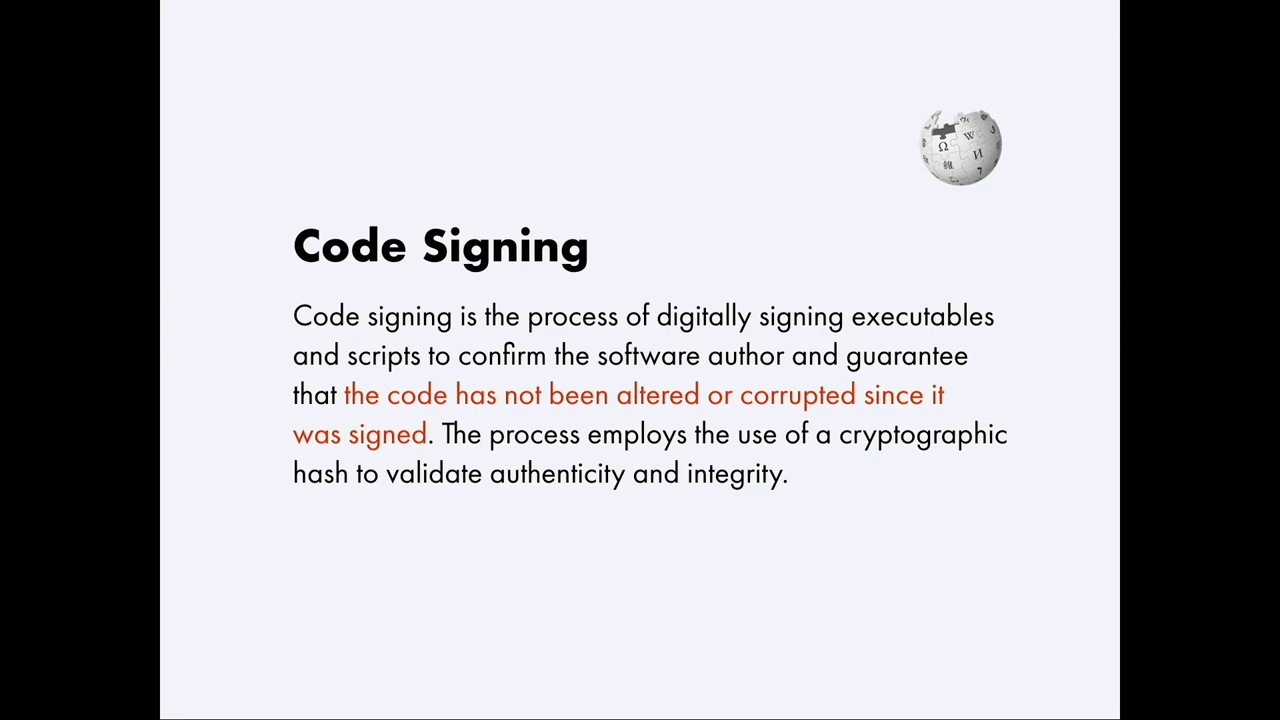 Code Signing
Code signing is the process of digitally signing executables
and scripts to confirm the software author and guarantee
that the code has not been altered or corrupted since it
was signed. The process employs the use of a cryptographic
hash to validate authenticity and integrity.